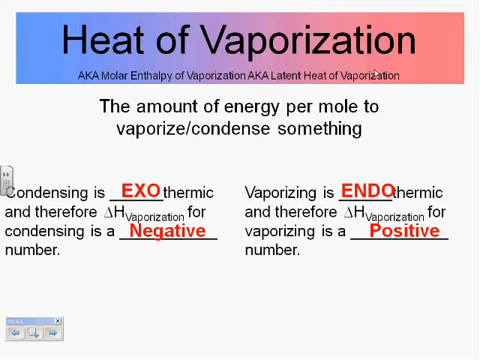 Heat of Vaporization
AKA Molar Enthalpy of Vaporization AKA Latent Heat of Vaporization
The amount of energy per mole to
vaporize/condense something
Condensing is EXO thermic
and therefore ΔHVaporization for
condensing is a Negative
number.
Vaporizing is ENDO thermic
and therefore ΔHVaporization for
vaporizing is a Positive
number.